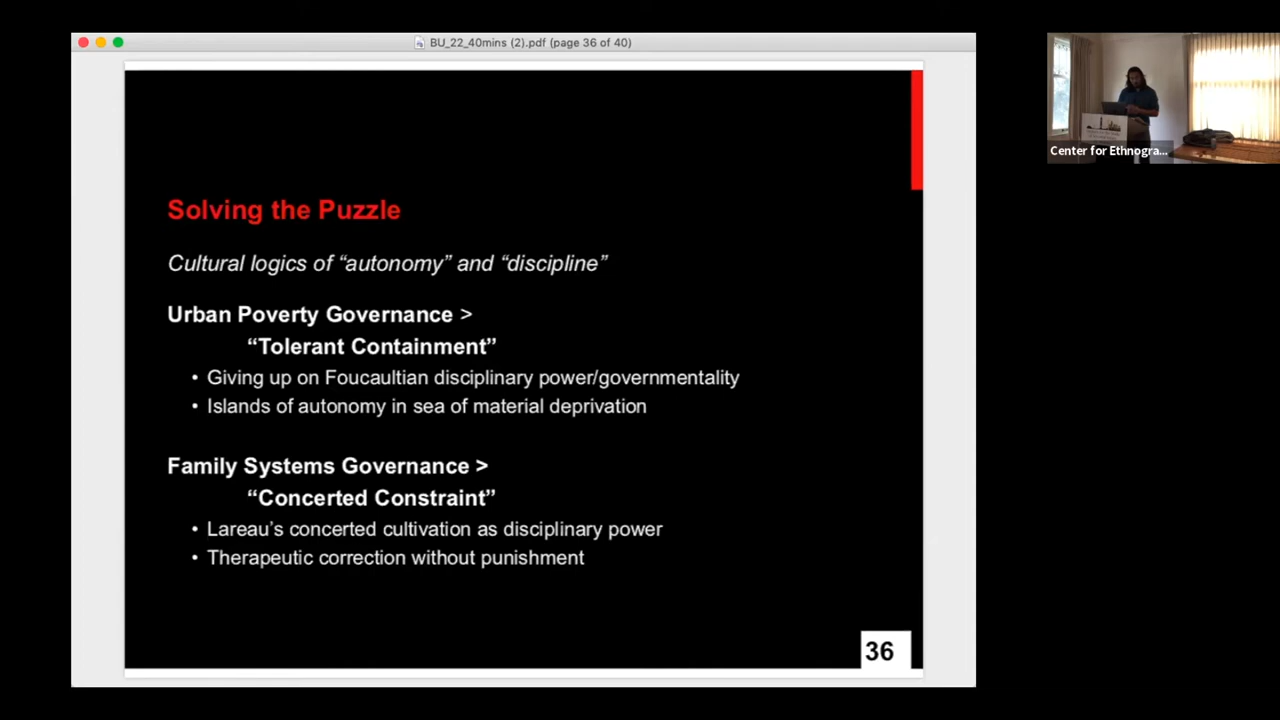 BU_22_40mins (2).pdf (page 36 of 40)
Solving the Puzzle
Cultural logics of “autonomy” and “discipline”
Urban Poverty Governance >
“Tolerant Containment”
• Giving up on Foucaultian disciplinary power/governmentality
• Islands of autonomy in sea of material deprivation
Family Systems Governance >
“Concerted Constraint”
• Lareau’s concerted cultivation as disciplinary power
• Therapeutic correction without punishment
36
Center for Ethnogra...